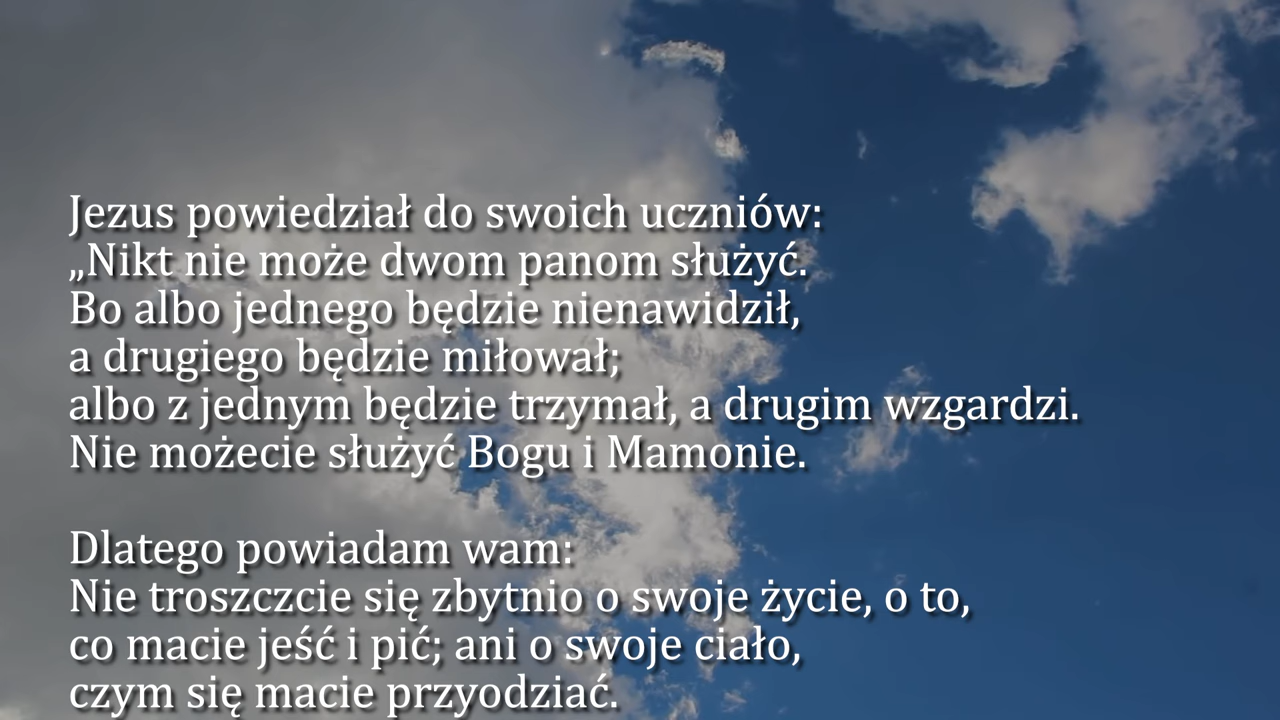 Jezus powiedział do swoich uczniów:
„Nikt nie może dwom panom służyć.
Bo albo jednego będzie nienawidził,
a drugiego będzie miłował;
albo z jednym będzie trzymał, a drugim wzgardzi.
Nie możecie służyć Bogu i Mamonie.
Dlatego powiadam wam:
Nie troszczcie się zbytnio o swoje życie, o to,
co macie jeść i pić; ani o swoje ciało,
czym się macie przyodziać.